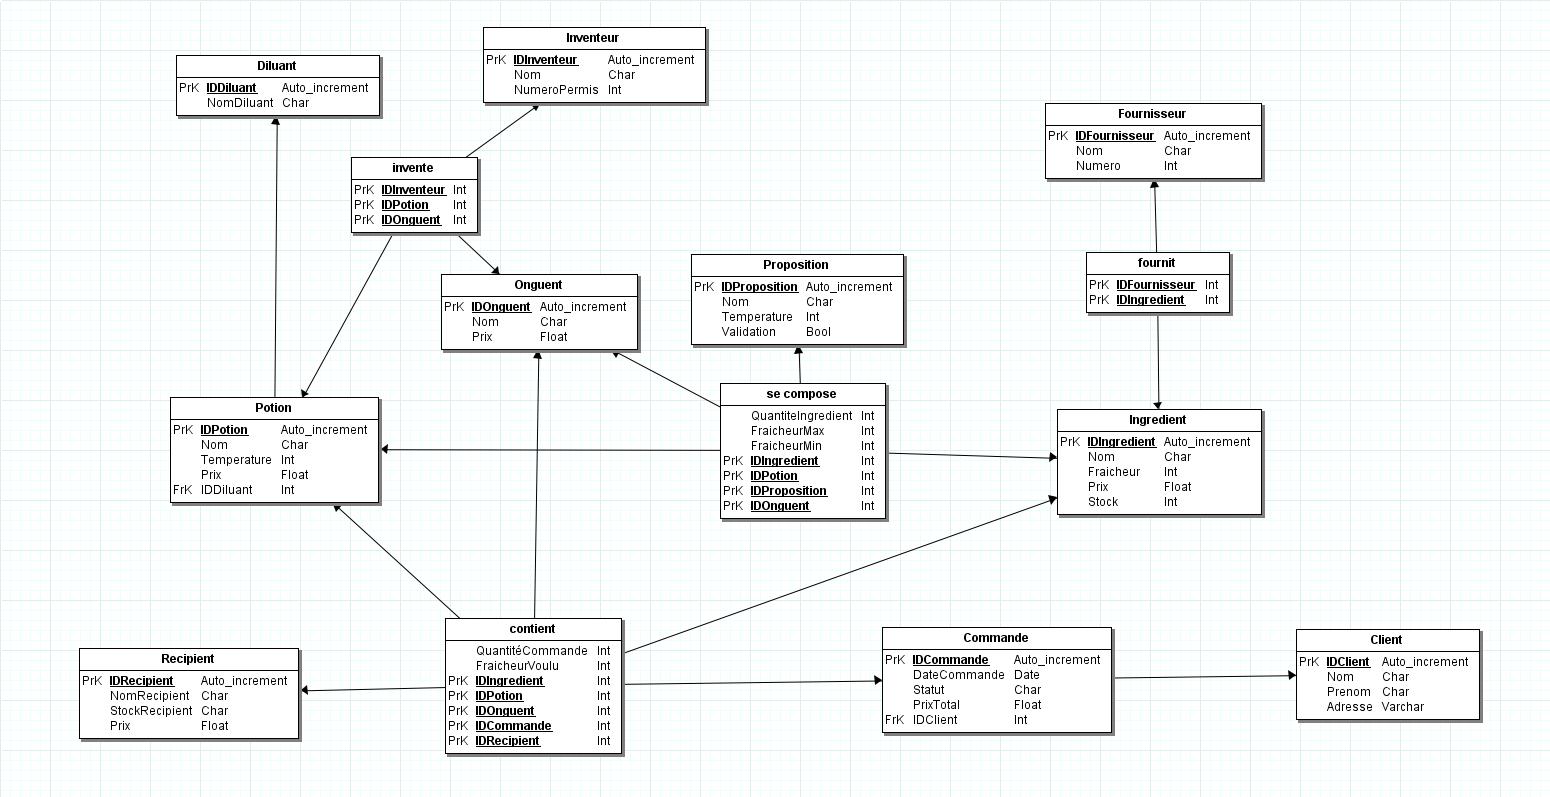 Inventeur
PrK IDInventeur Auto_increment
Nom Char
NumeroPermis Int
Diluant
PrK IDDiluant Auto_increment
NomDiluant Char
Fournisseur
PrK IDFournisseur Auto_increment
Nom Char
Numero Int
invente
PrK IDInventeur Int
PrK IDPotion Int
PrK IDOnguent Int
Onguent
PrK IDOnguent Auto_increment
Nom Char
Prix Float
Proposition
PrK IDProposition Auto_increment
Nom Char
Temperature Int
Validation Bool
fournit
PrK IDFournisseur Int
PrK IDIngredient Int
Potion
PrK IDPotion Auto_increment
Nom Char
Temperature Int
Prix Float
FrK IDDiluant Int
se compose
QuantiteIngredient Int
FraicheurMax Int
FraicheurMin Int
PrK IDIngredient Int
PrK IDPotion Int
PrK IDProposition Int
PrK IDOnguent Int
Ingredient
PrK IDIngredient Auto_increment
Nom Char
Fraicheur Int
Prix Float
Stock Int
Recipient
PrK IDRecipient Auto_increment
NomRecipient Char
StockRecipient Char
Prix Float
contient
QuantitéCommande Int
FraicheurVoulu Int
PrK IDIngredient Int
PrK IDPotion Int
PrK IDOnguent Int
PrK IDCommande Int
PrK IDRecipient Int
Commande
PrK IDCommande Auto_increment
DateCommande Date
Statut Char
PrixTotal Float
FrK IDClient Int
Client
PrK IDClient Auto_increment
Nom Char
Prenom Char
Adresse Varchar